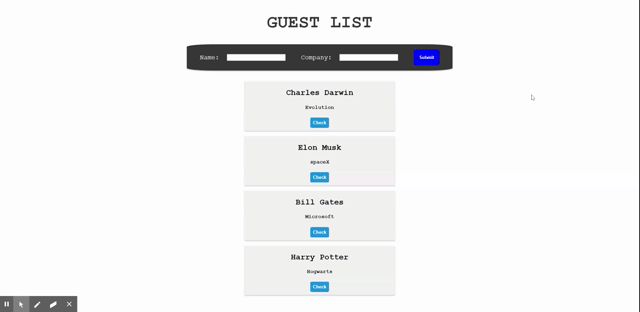 GUEST LIST
Name: Company: Submit
Charles Darwin
Evolution
Check
Elon Musk
spaceX
Check
Bill Gates
Microsoft
Check
Harry Potter
Hogwarts
Check